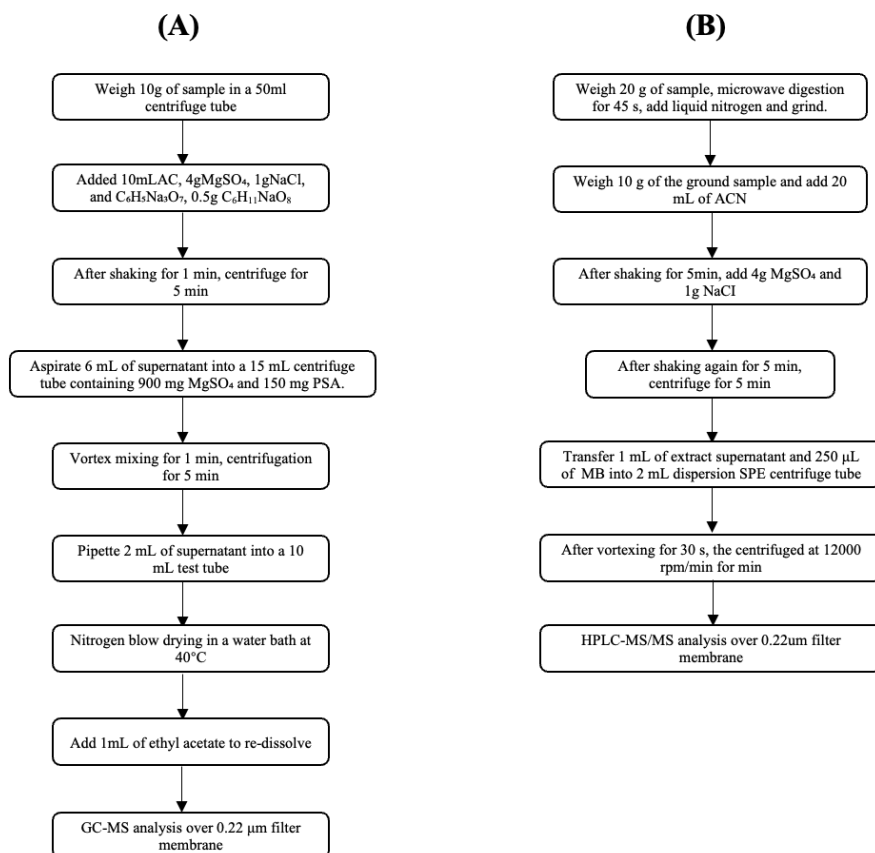 (A)
Weigh 10g of sample in a 50ml
centrifuge tube
Added 10mLAC, 4gMgSO₄, 1gNaCl,
and C₆H₅Na₃O₇, 0.5g C₆H₁₁NaO₈
After shaking for 1 min, centrifuge for
5 min
Aspirate 6 mL of supernatant into a 15 mL centrifuge
tube containing 900 mg MgSO₄ and 150 mg PSA.
Vortex mixing for 1 min, centrifugation
for 5 min
Pipette 2 mL of supernatant into a 10
mL test tube
Nitrogen blow drying in a water bath at
40°C
Add 1mL of ethyl acetate to re-dissolve
GC-MS analysis over 0.22 μm filter
membrane
(B)
Weigh 20 g of sample, microwave digestion
for 45 s, add liquid nitrogen and grind.
Weigh 10 g of the ground sample and add 20
mL of ACN
After shaking for 5min, add 4g MgSO₄ and
1g NaCl
After shaking again for 5 min,
centrifuge for 5 min
Transfer 1 mL of extract supernatant and 250 μL
of MB into 2 mL dispersion SPE centrifuge tube
After vortexing for 30 s, the centrifuged at 12000
rpm/min for min
HPLC-MS/MS analysis over 0.22um filter
membrane